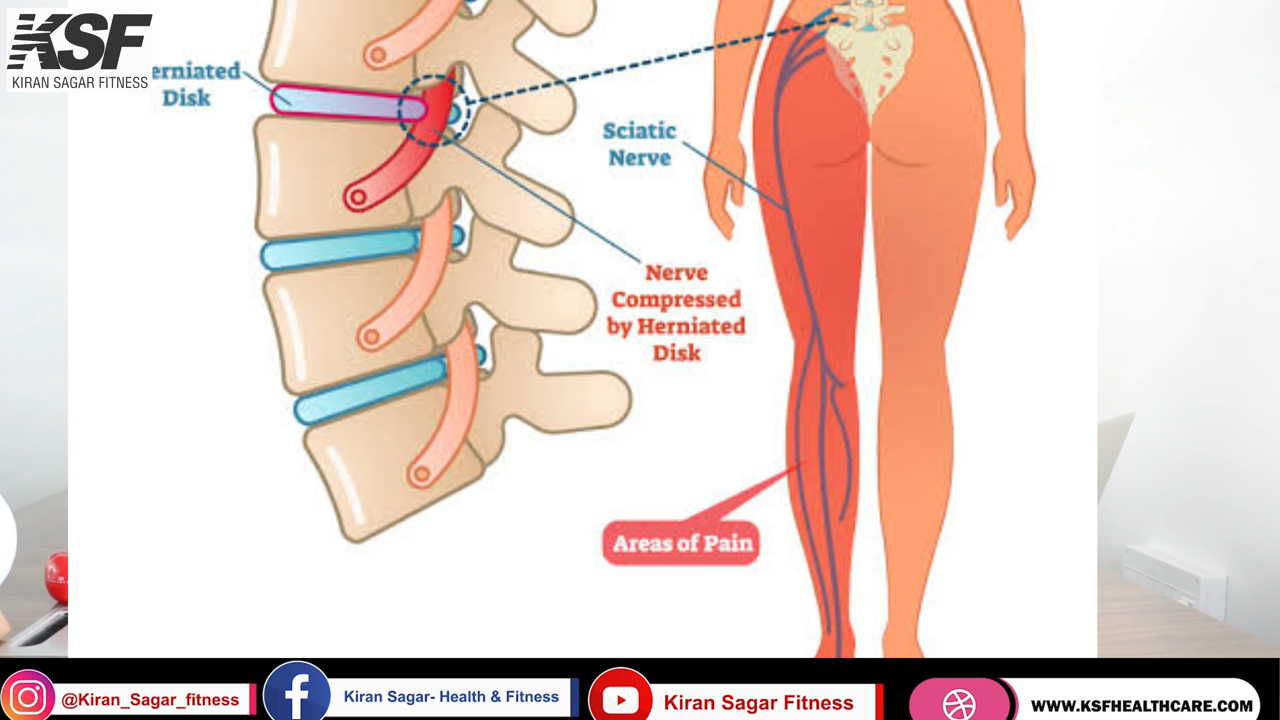 KSF
KIRAN SAGAR FITNESS
erniated
Disk
Sciatic
Nerve
Nerve
Compressed
by Herniated
Disk
Areas of Pain
@Kiran_Sagar_fitness
Kiran Sagar- Health & Fitness
Kiran Sagar Fitness
WWW.KSFHEALTHCARE.COM